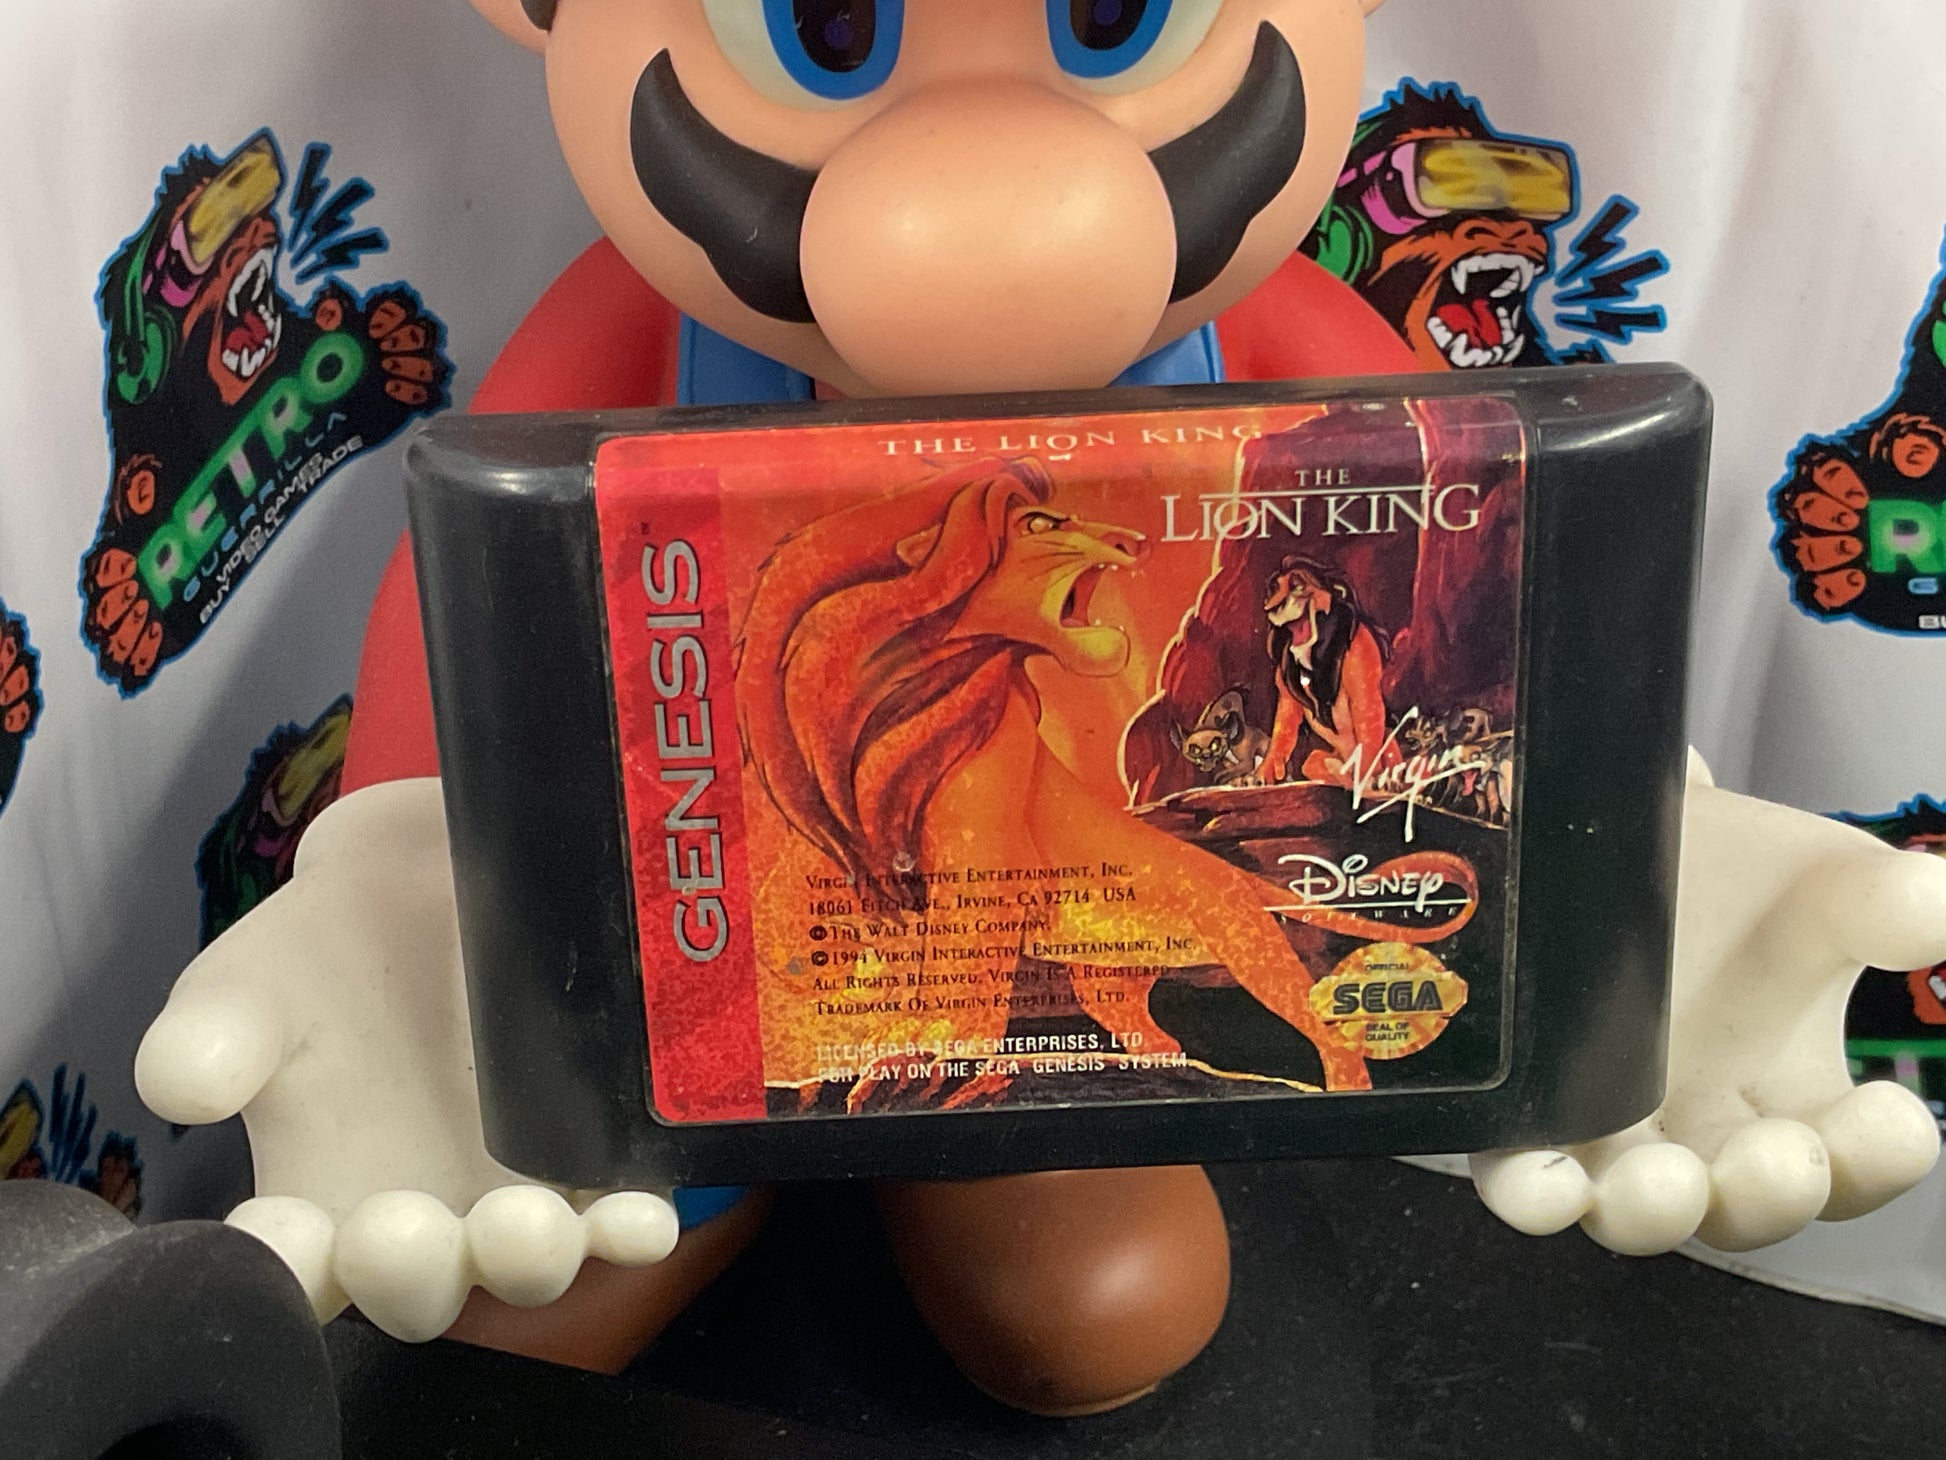 THE LION KING
THE
LION KING
GENESIS
Virgin
DISNEY
SOFTWARE
VIRGIN INTERACTIVE ENTERTAINMENT, INC.
18061 FITCH AVE., IRVINE, CA 92714 USA
©THE WALT DISNEY COMPANY.
©1994 VIRGIN INTERACTIVE ENTERTAINMENT, INC.
ALL RIGHTS RESERVED. VIRGIN IS A REGISTERED
TRADEMARK OF VIRGIN ENTERPRISES, LTD.
LICENSED BY SEGA ENTERPRISES, LTD
FOR PLAY ON THE SEGA GENESIS SYSTEM.
OFFICIAL
SEGA
SEAL OF
QUALITY
RETRO
GUERRILLA
BUY VIDEO GAMES
SELL TRADE
R
G
BU